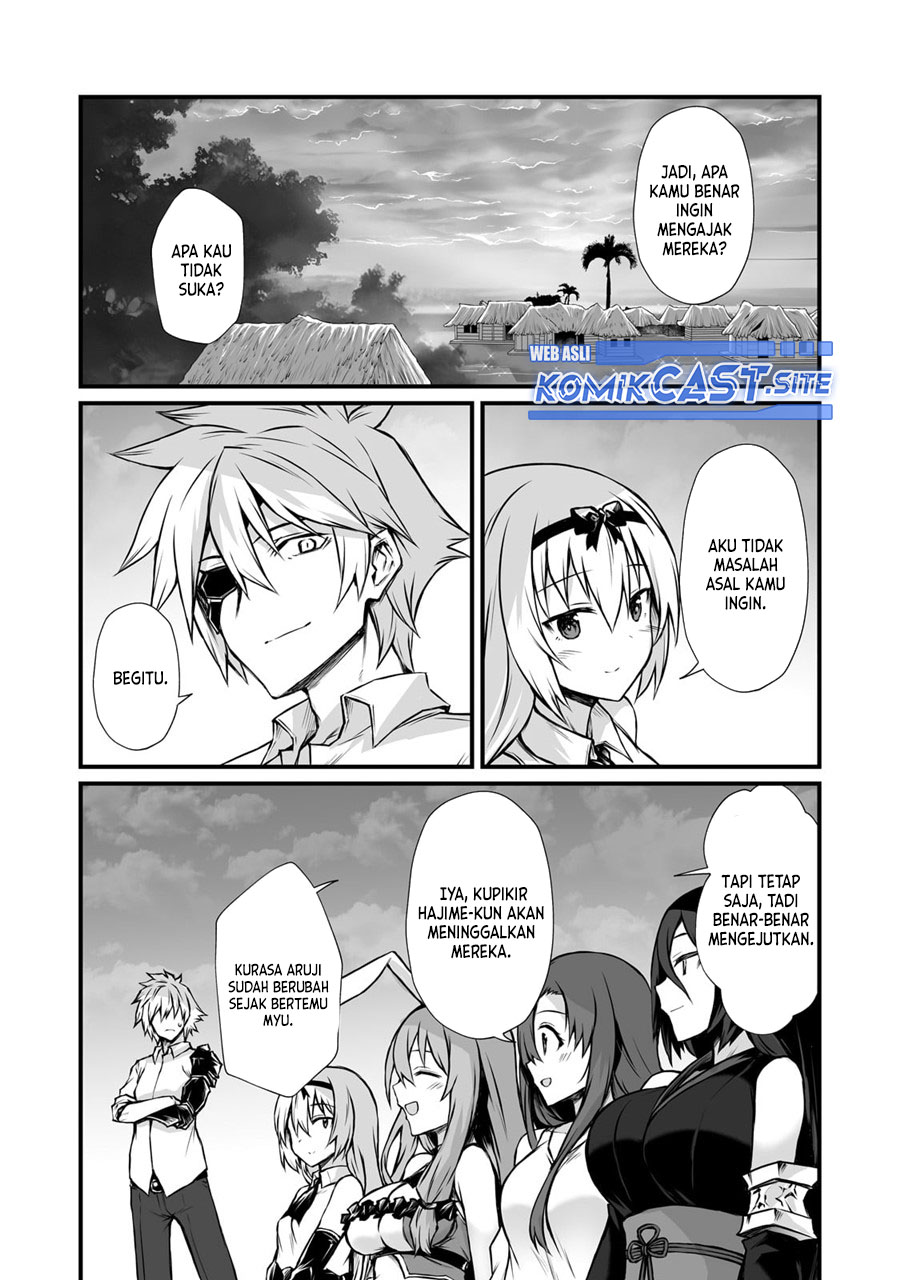 JADI, APA
KAMU BENAR
INGIN
MENGAJAK
MEREKA?
APA KAU
TIDAK
SUKA?
WEB ASLI
KOMIKCAST.SITE
AKU TIDAK
MASALAH
ASAL KAMU
INGIN.
BEGITU.
TAPI TETAP
SAJA, TADI
BENAR-BENAR
MENGEJUTKAN.
IYA, KUPIKIR
HAJIME-KUN AKAN
MENINGGALKAN
MEREKA.
KURASA ARUJI
SUDAH BERUBAH
SEJAK BERTEMU
MYU.